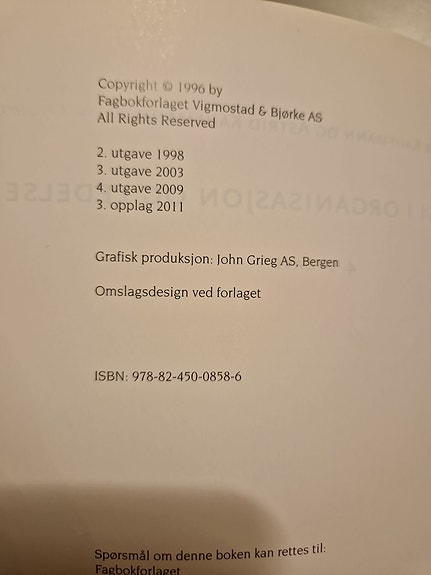 Copyright © 1996 by
Fagbokforlaget Vigmostad & Bjørke AS
All Rights Reserved
2. utgave 1998
3. utgave 2003
4. utgave 2009
3. opplag 2011
Grafisk produksjon: John Grieg AS, Bergen
Omslagsdesign ved forlaget
ISBN: 978-82-450-0858-6
Spørsmål om denne boken kan rettes til:
Fagbokforlaget